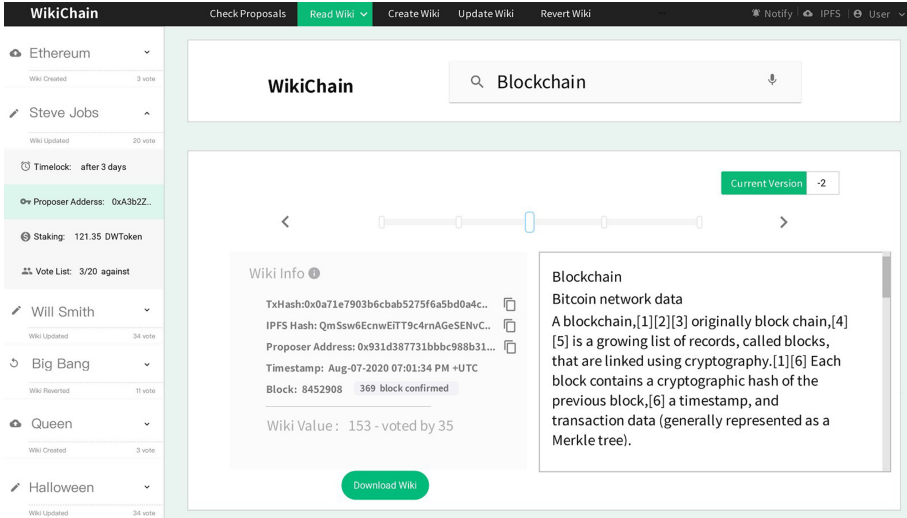 WikiChain Check Proposals Read Wiki Create Wiki Update Wiki Revert Wiki Notify IPFS User
Ethereum
Wiki Created 3 vote
Steve Jobs
Wiki Updated 20 vote
Timelock: after 3 days
Proposer Adderss: 0xA3b2Z..
Staking: 121.35 DWToken
Vote List: 3/20 against
Will Smith
Wiki Updated 34 vote
Big Bang
Wiki Reverted 11 vote
Queen
Wiki Created 3 vote
Halloween
Wiki Updated 34 vote
WikiChain
Blockchain
Current Version -2
Wiki Info
TxHash:0x0a71e7903b6cbab5275f6a5bd0a4c..
IPFS Hash: QmSsw6EcnwEiTT9c4rnAGeSENvC..
Proposer Address: 0x931d387731bbbc988b31...
Timestamp: Aug-07-2020 07:01:34 PM +UTC
Block: 8452908 369 block confirmed
Wiki Value : 153 - voted by 35
Download Wiki
Blockchain
Bitcoin network data
A blockchain,[1][2][3] originally block chain,[4]
[5] is a growing list of records, called blocks,
that are linked using cryptography.[1][6] Each
block contains a cryptographic hash of the
previous block,[6] a timestamp, and
transaction data (generally represented as a
Merkle tree).